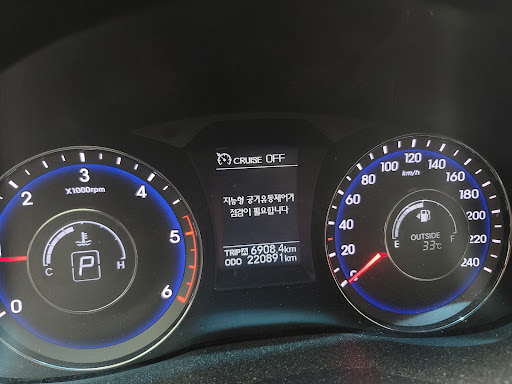 CRUISE OFF
지능형 공기유동제어기
점검이 필요합니다
TRIP A 6908.4km
ODO 220891km
2 3 4 5 6 0
X1000rpm
C P H
0 20 40 60 80 100 120 140 160 180 200 220 240
km/h
E F
OUTSIDE
33℃